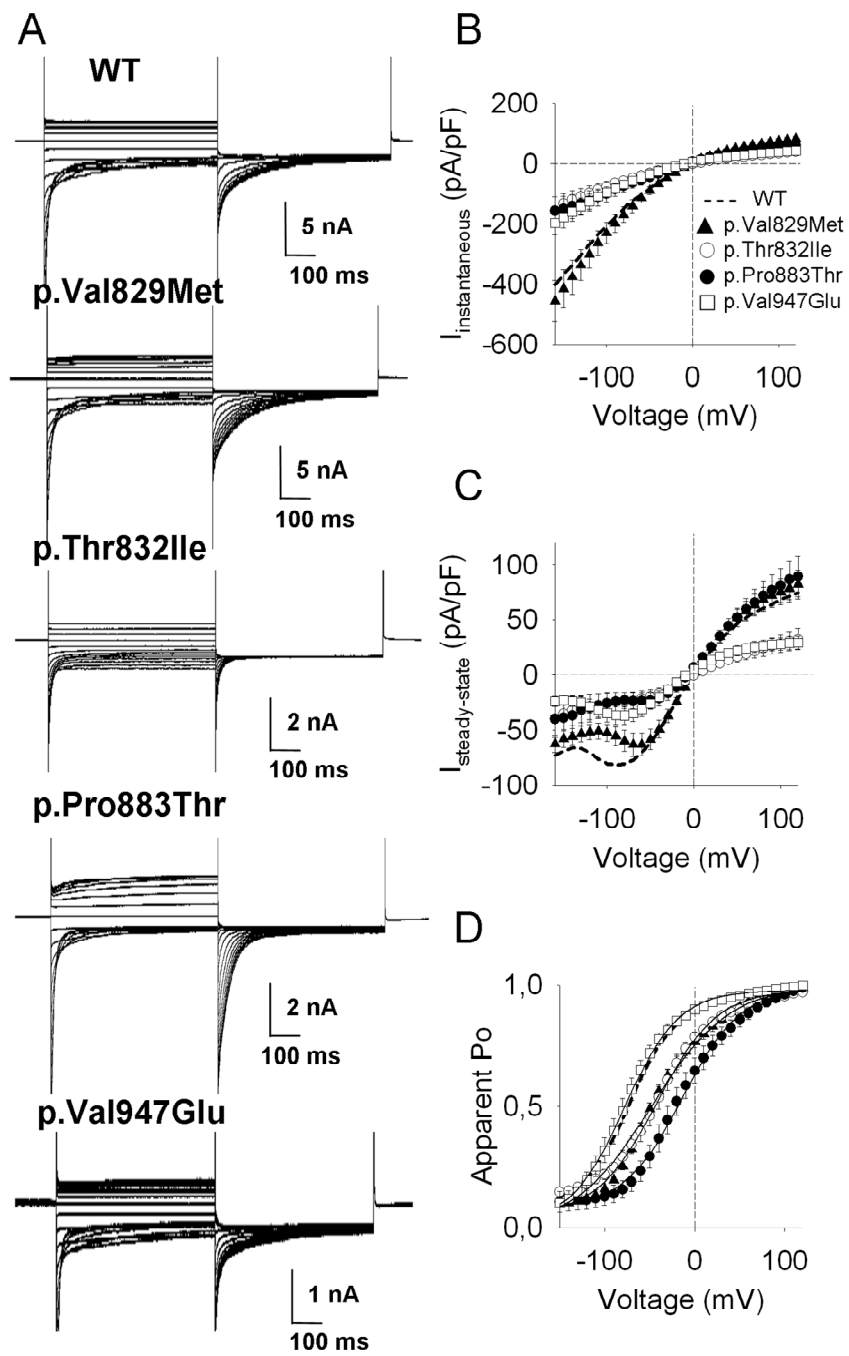 A
WT
5 nA
100 ms
p.Val829Met
5 nA
100 ms
p.Thr832Ile
2 nA
100 ms
p.Pro883Thr
2 nA
100 ms
p.Val947Glu
1 nA
100 ms
B
200
0
-200
-400
-600
I instantaneous (pA/pF)
WT
p.Val829Met
p.Thr832Ile
p.Pro883Thr
p.Val947Glu
-100 0 100
Voltage (mV)
C
100
50
0
-50
-100
I steady-state (pA/pF)
-100 0 100
Voltage (mV)
D
1,0
0,5
0,0
Apparent Po
-100 0 100
Voltage (mV)